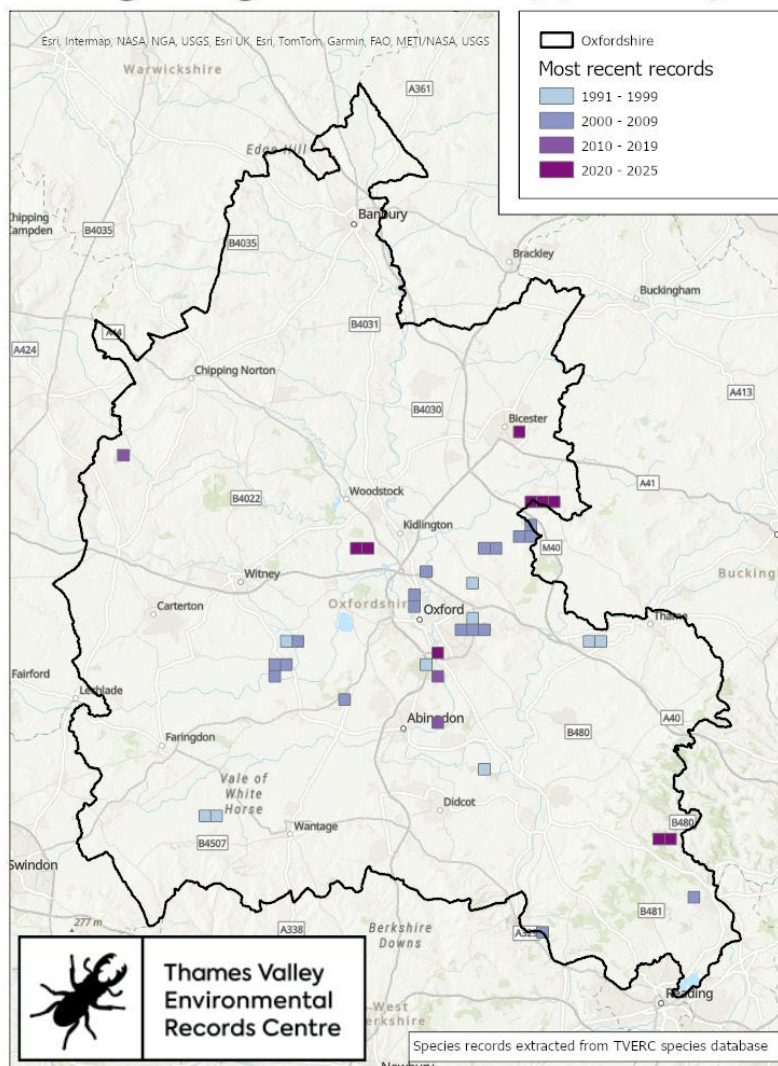 Esri, Intermap, NASA, NGA, USGS, Esri UK, Esri, TomTom, Garmin, FAO, METI/NASA, USGS
Oxfordshire
Most recent records
1991 - 1999
2000 - 2009
2010 - 2019
2020 - 2025
Warwickshire
A361
Edge Hill
Chipping
Campden
Banbury
B4035
B4035
Brackley
Buckingham
A44
B4031
A424
Chipping Norton
A413
B4030
Bicester
A41
B4022
Woodstock
Kidlington
M40
Witney
Oxfordshire
Carterton
Oxford
Thame
Fairford
Lechlade
A40
Abingdon
B480
Faringdon
Vale of
White
Horse
Didcot
B480
B4507
Wantage
Swindon
B481
277 m
A338
Berkshire
Downs
Reading
West
Thames Valley
Environmental
Records Centre
Species records extracted from TVERC species database